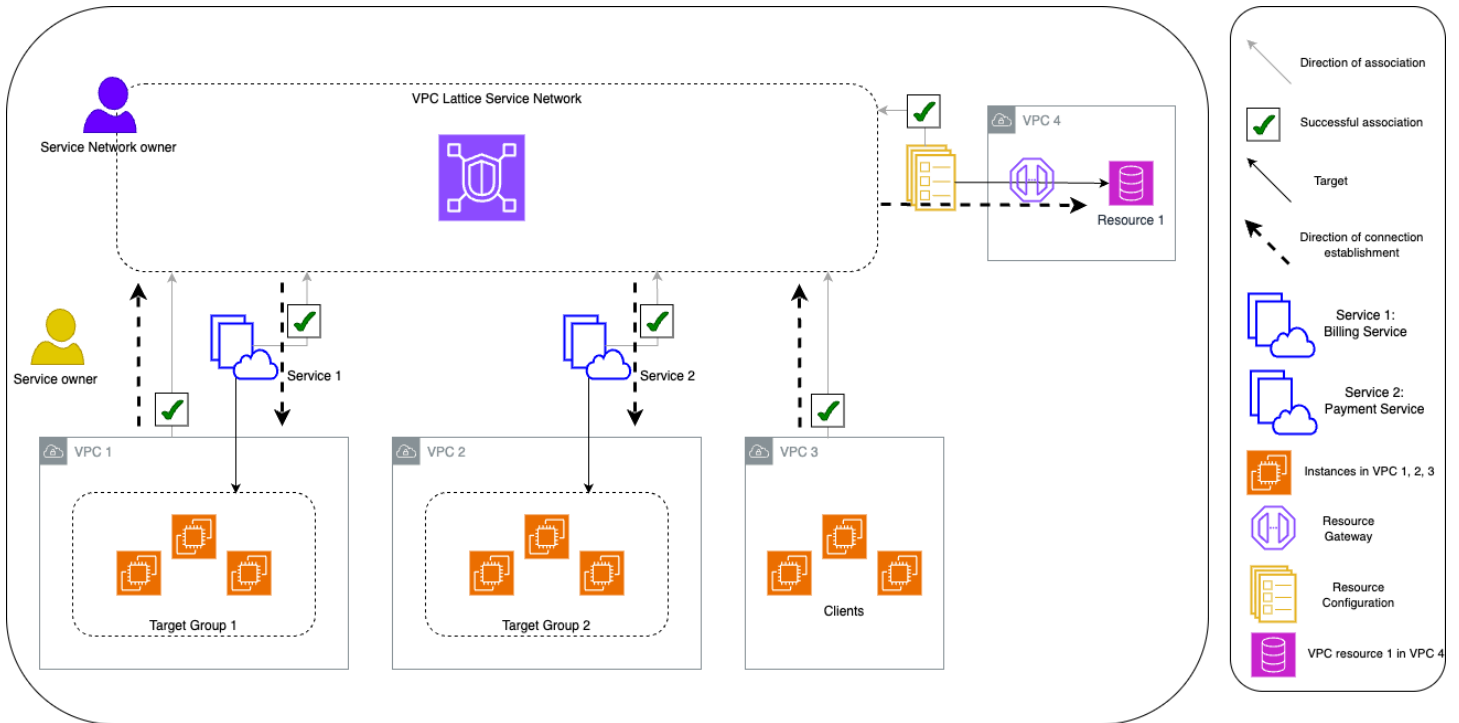 VPC Lattice Service Network
Service Network owner
VPC 4
Resource 1
Service owner
Service 1
Service 2
VPC 1
VPC 2
VPC 3
Target Group 1
Target Group 2
Clients
Direction of association
Successful association
Target
Direction of connection
establishment
Service 1:
Billing Service
Service 2:
Payment Service
Instances in VPC 1, 2, 3
Resource
Gateway
Resource
Configuration
VPC resource 1 in VPC 4